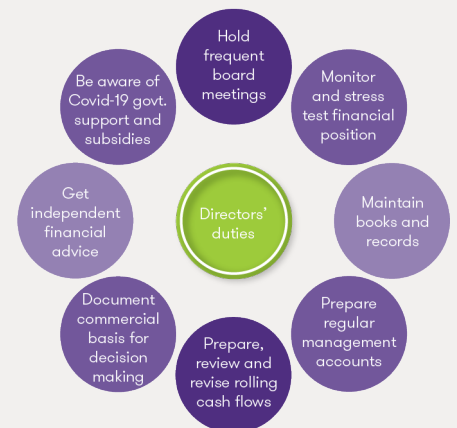 Hold
frequent
board
meetings
Monitor
and stress
test financial
position
Maintain
books and
records
Prepare
regular
management
accounts
Prepare,
review and
revise rolling
cash flows
Document
commercial
basis for
decision
making
Get
independent
financial
advice
Be aware of
Covid-19 govt.
support and
subsidies
Directors'
duties